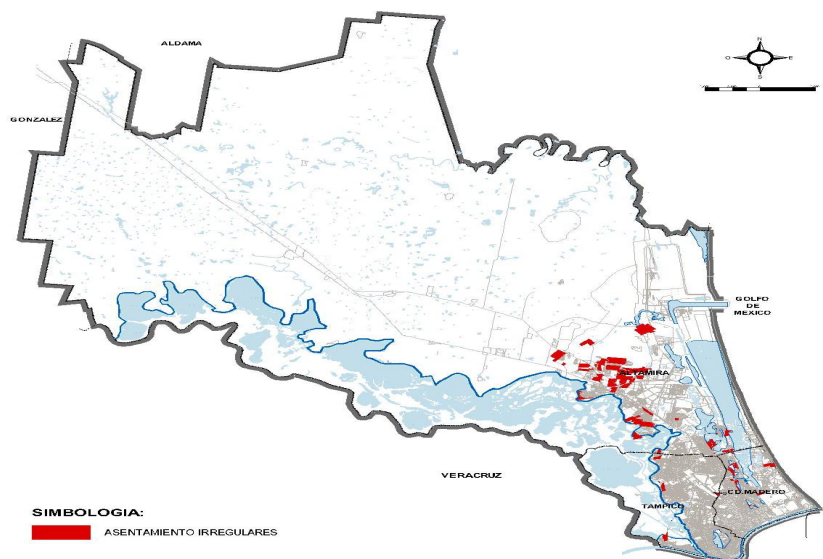 ALDAMA
N
O
E
S
GONZALEZ
GOLFO
DE
MEXICO
ALTAMIRA
VERACRUZ
CD.MADERO
TAMPICO
SIMBOLOGIA:
ASENTAMIENTO IRREGULARES